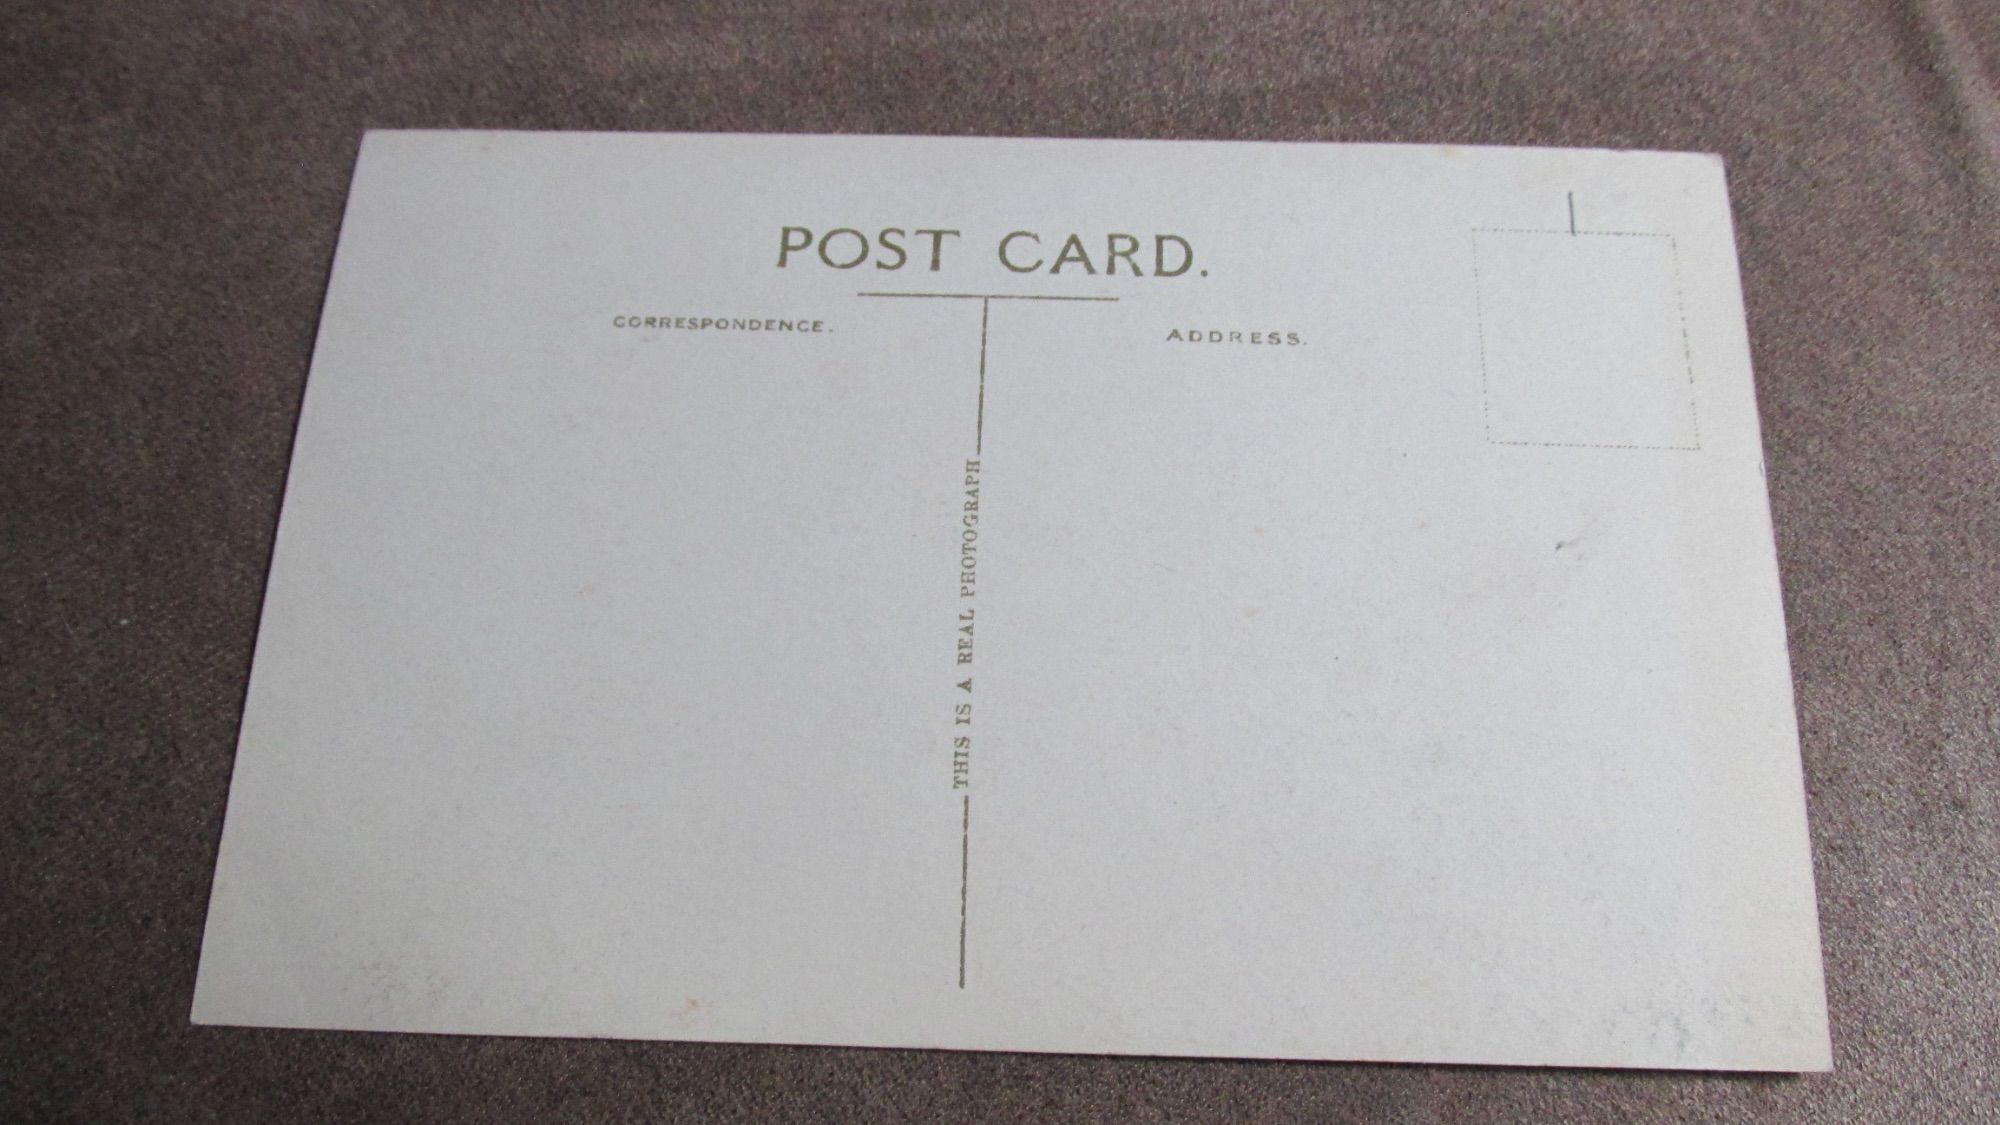 POST CARD.
CORRESPONDENCE.
ADDRESS.
THIS IS A REAL PHOTOGRAPH